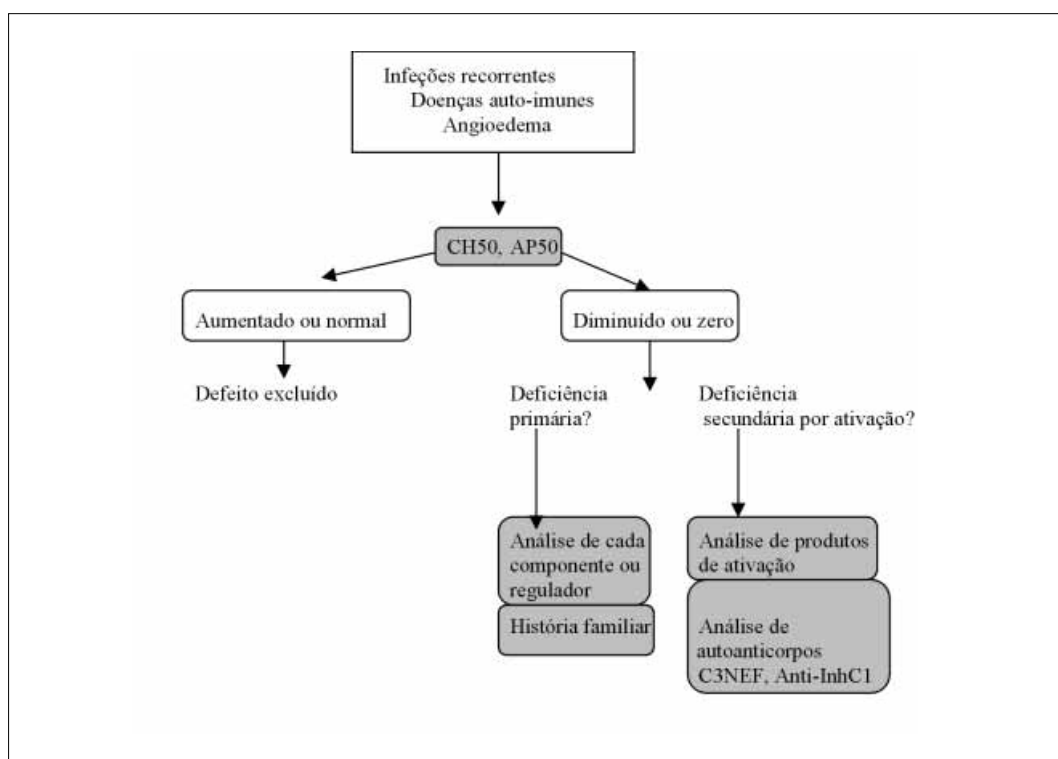 Infeções recorrentes
Doenças auto-imunes
Angioedema
CH50, AP50
Aumentado ou normal
Diminuído ou zero
Defeito excluído
Deficiência
primária?
Deficiência
secundária por ativação?
Análise de cada
componente ou
regulador
História familiar
Análise de produtos
de ativação
Análise de
autoanticorpos
C3NEF, Anti-InhC1